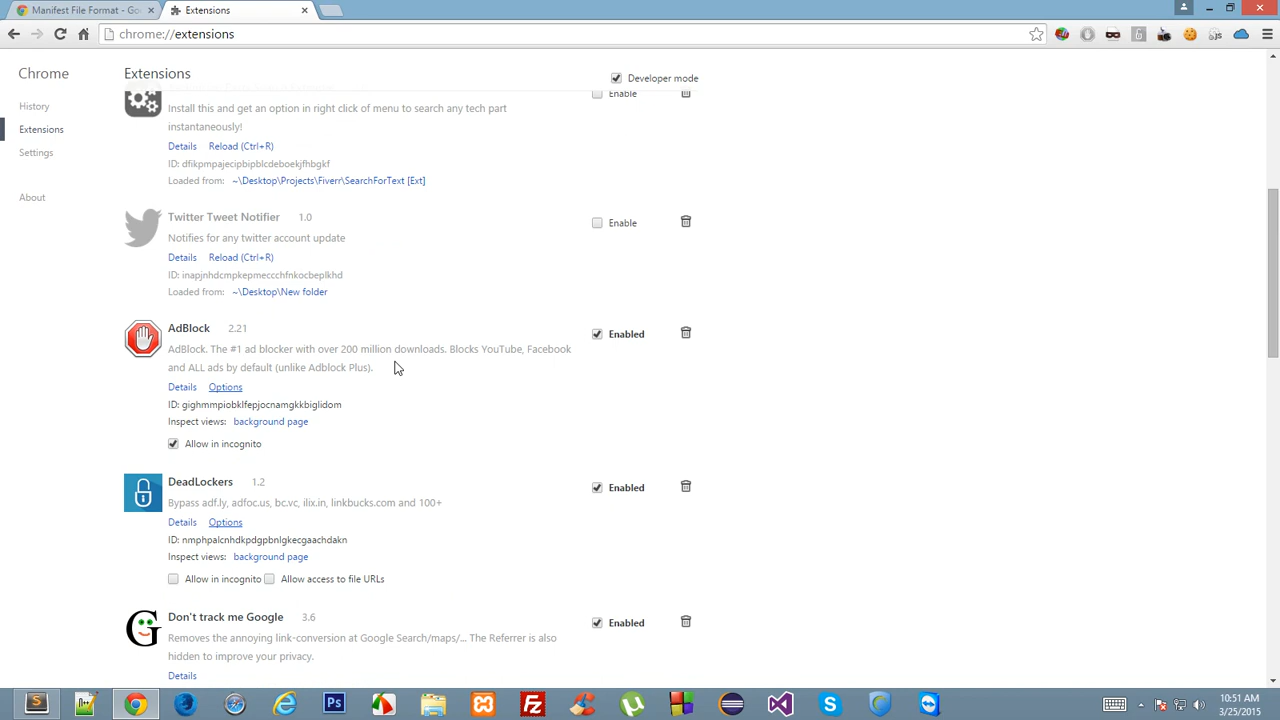 Manifest File Format - Goo
Extensions
chrome://extensions
Chrome
History
Extensions
Settings
About
Extensions
Developer mode
Install this and get an option in right click of menu to search any tech part
instantaneously!
Enable
Details Reload (Ctrl+R)
ID: dfikpmpajecipbipblcdeboekjfhbgkf
Loaded from: ~\Desktop\Projects\Fiverr\SearchForText [Ext]
Twitter Tweet Notifier 1.0
Enable
Notifies for any twitter account update
Details Reload (Ctrl+R)
ID: inapjnhdcmpkepmeccchfnkocbeplkhd
Loaded from: ~\Desktop\New folder
AdBlock 2.21
Enabled
AdBlock. The #1 ad blocker with over 200 million downloads. Blocks YouTube, Facebook
and ALL ads by default (unlike Adblock Plus).
Details Options
ID: gighmmpiobklfepjocnamgkkbiglidom
Inspect views: background page
Allow in incognito
DeadLockers 1.2
Enabled
Bypass adf.ly, adfoc.us, bc.vc, ilix.in, linkbucks.com and 100+
Details Options
ID: nmphpalcnhdkpdgpbnlgkecgaachdakn
Inspect views: background page
Allow in incognito Allow access to file URLs
Don't track me Google 3.6
Enabled
Removes the annoying link-conversion at Google Search/maps/... The Referrer is also
hidden to improve your privacy.
Details
10:51 AM
3/25/2015